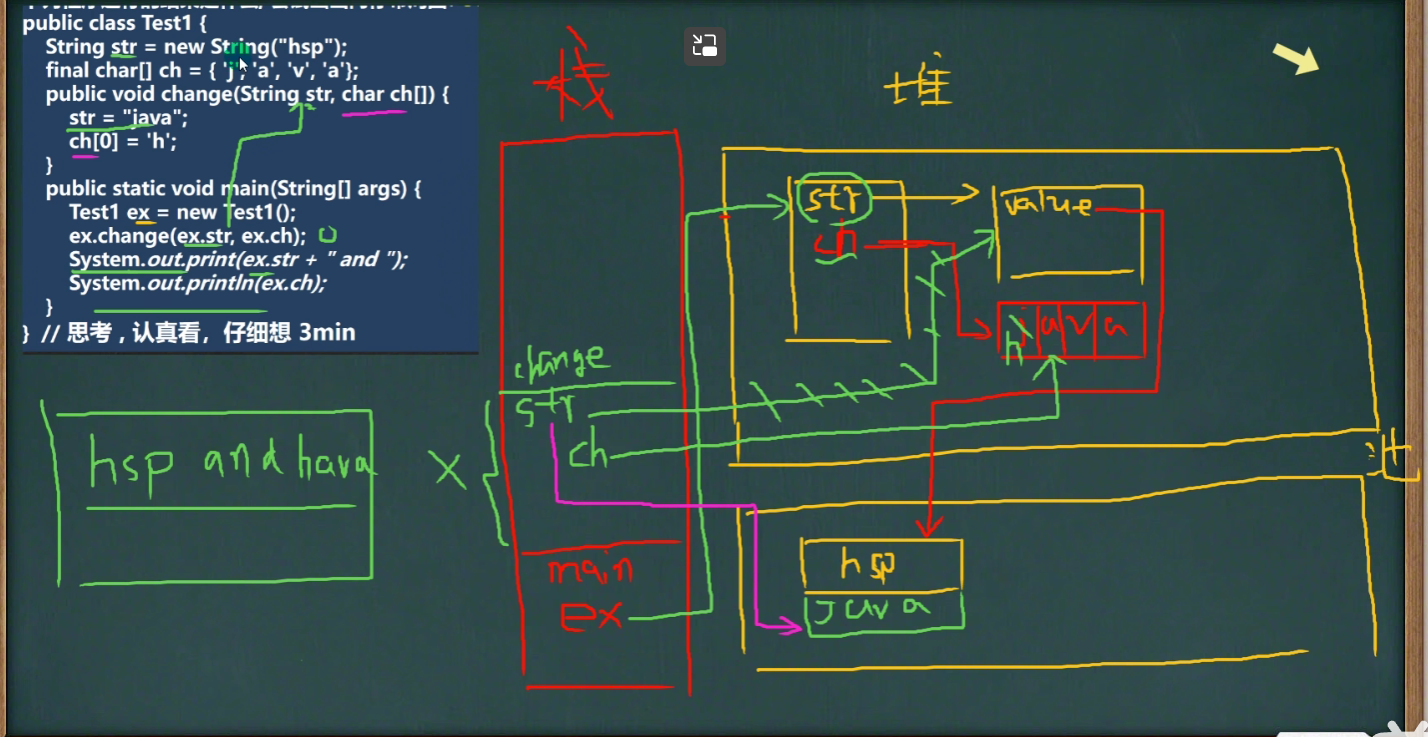 public class Test1 {
String str = new String("hsp");
final char[] ch = { 'j', 'a', 'v', 'a'};
public void change(String str, char ch[]) {
str = "java";
ch[0] = 'h';
}
public static void main(String[] args) {
Test1 ex = new Test1();
ex.change(ex.str, ex.ch);
System.out.print(ex.str + " and ");
System.out.println(ex.ch);
}
} // 思考，认真看，仔细想 3min
hsp and hava
X
栈
change
str
ch
main
ex
堆
str
ch
value
h j a v a
hsp
java